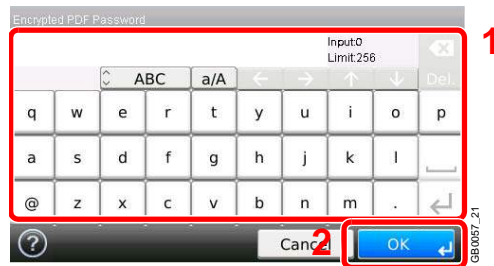 Encrypted PDF Password
1
Input:0
Limit:256
ABC a/A Del.
q w e r t y u i o p
a s d f g h j k l
@ z x c v b n m .
2
? Cancel OK
GB0057_21